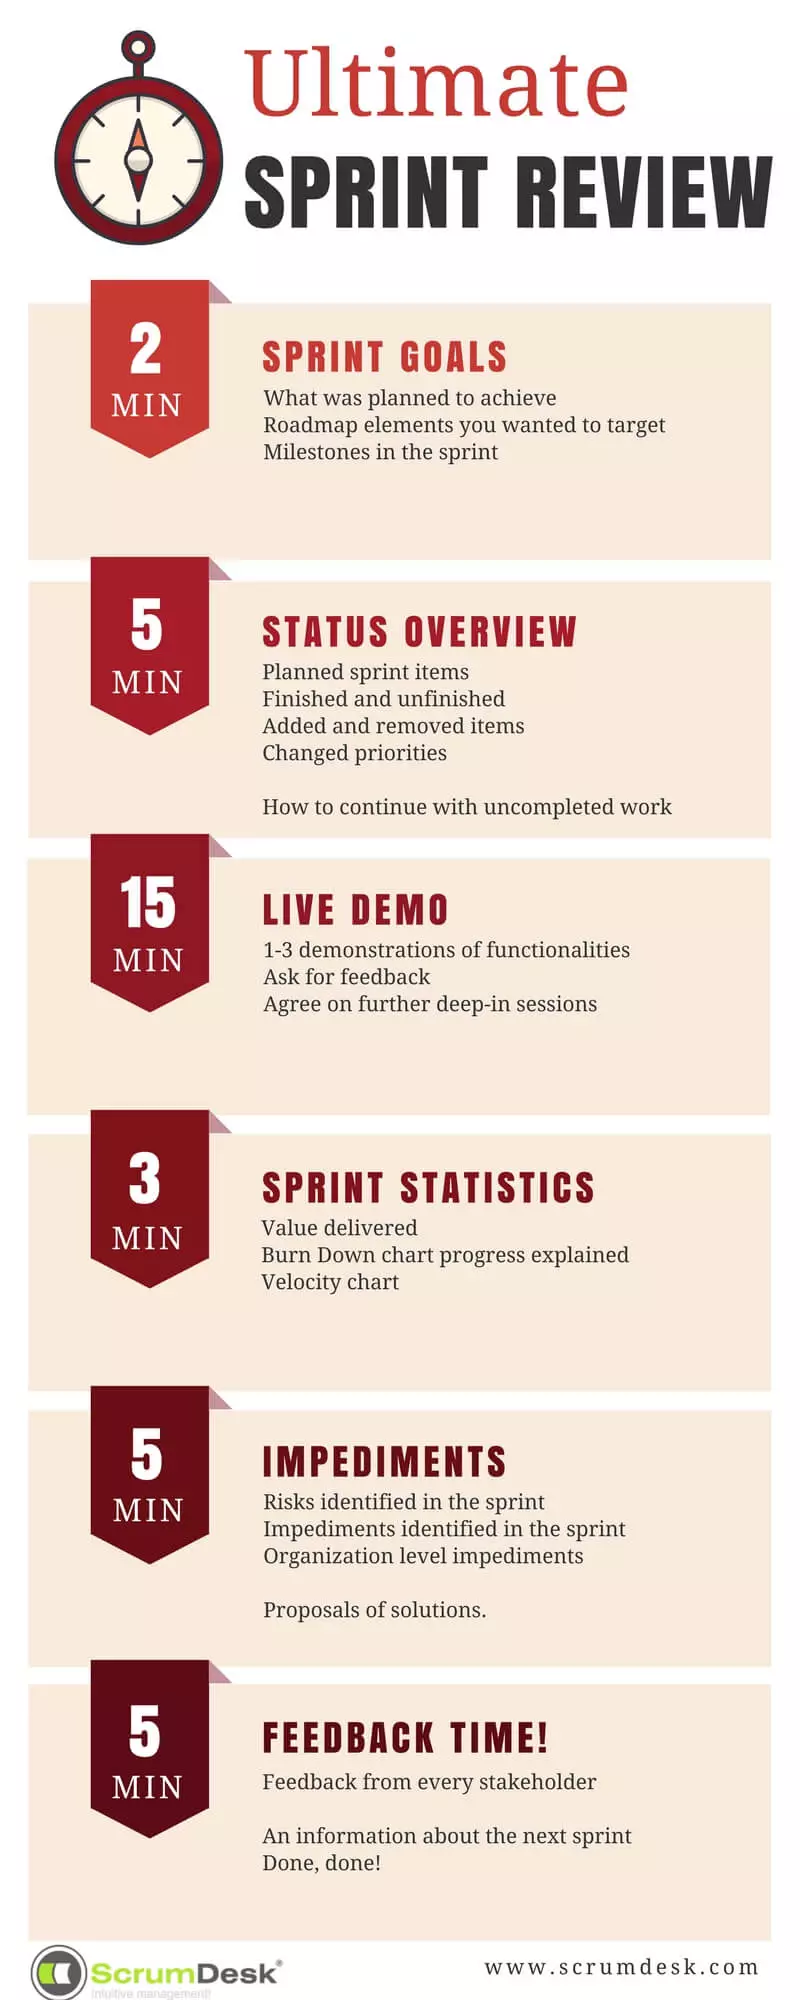 Ultimate
SPRINT REVIEW
2
MIN
SPRINT GOALS
What was planned to achieve
Roadmap elements you wanted to target
Milestones in the sprint
5
MIN
STATUS OVERVIEW
Planned sprint items
Finished and unfinished
Added and removed items
Changed priorities
How to continue with uncompleted work
15
MIN
LIVE DEMO
1-3 demonstrations of functionalities
Ask for feedback
Agree on further deep-in sessions
3
MIN
SPRINT STATISTICS
Value delivered
Burn Down chart progress explained
Velocity chart
5
MIN
IMPEDIMENTS
Risks identified in the sprint
Impediments identified in the sprint
Organization level impediments
Proposals of solutions.
5
MIN
FEEDBACK TIME!
Feedback from every stakeholder
An information about the next sprint
Done, done!
ScrumDesk®
intuitive management!
www.scrumdesk.com